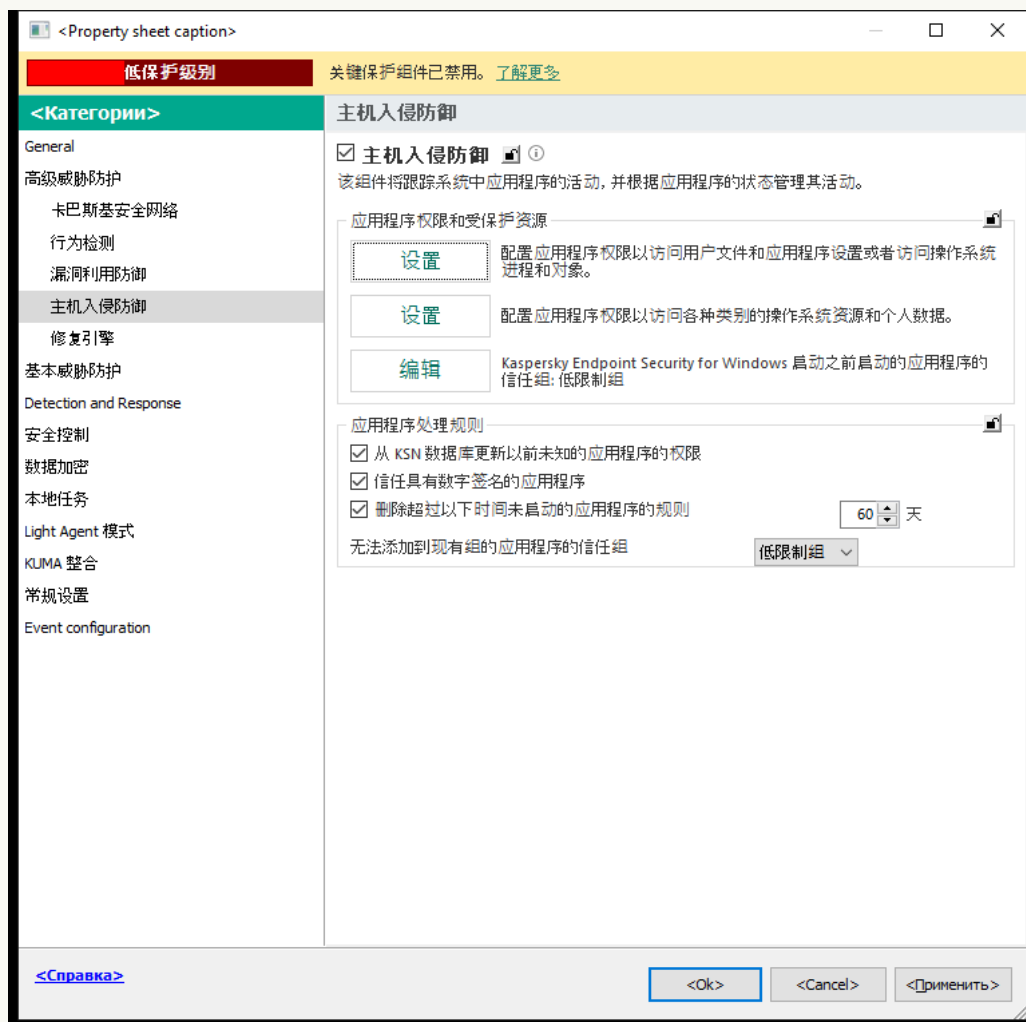 <Property sheet caption>
低保护级别
关键保护组件已禁用。 了解更多
<Категории>
General
高级威胁防护
卡巴斯基安全网络
行为检测
漏洞利用防御
主机入侵防御
修复引擎
基本威胁防护
Detection and Response
安全控制
数据加密
本地任务
Light Agent 模式
KUMA 整合
常规设置
Event configuration
主机入侵防御
主机入侵防御
该组件将跟踪系统中应用程序的活动, 并根据应用程序的状态管理其活动。
应用程序权限和受保护资源
设置
配置应用程序权限以访问用户文件和应用程序设置或者访问操作系统
进程和对象。
设置
配置应用程序权限以访问各种类别的操作系统资源和个人数据。
编辑
Kaspersky Endpoint Security for Windows 启动之前启动的应用程序的
信任组: 低限制组
应用程序处理规则
从 KSN 数据库更新以前未知的应用程序的权限
信任具有数字签名的应用程序
删除超过以下时间未启动的应用程序的规则 60 天
无法添加到现有组的应用程序的信任组 低限制组
<Справка>
<Ok> <Cancel> <Применить>